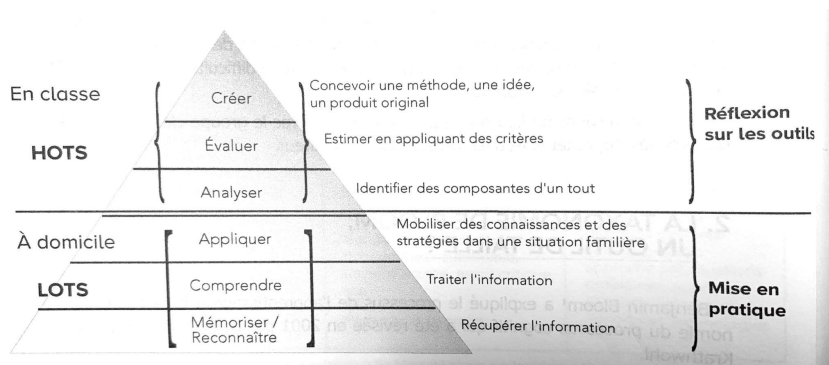 En classe
HOTS
Créer
Concevoir une méthode, une idée,
un produit original
Évaluer
Estimer en appliquant des critères
Analyser
Identifier des composantes d'un tout
Réflexion
sur les outils
À domicile
LOTS
Appliquer
Mobiliser des connaissances et des
stratégies dans une situation familière
Comprendre
Traiter l'information
Mémoriser /
Reconnaître
Récupérer l'information
Mise en
pratique